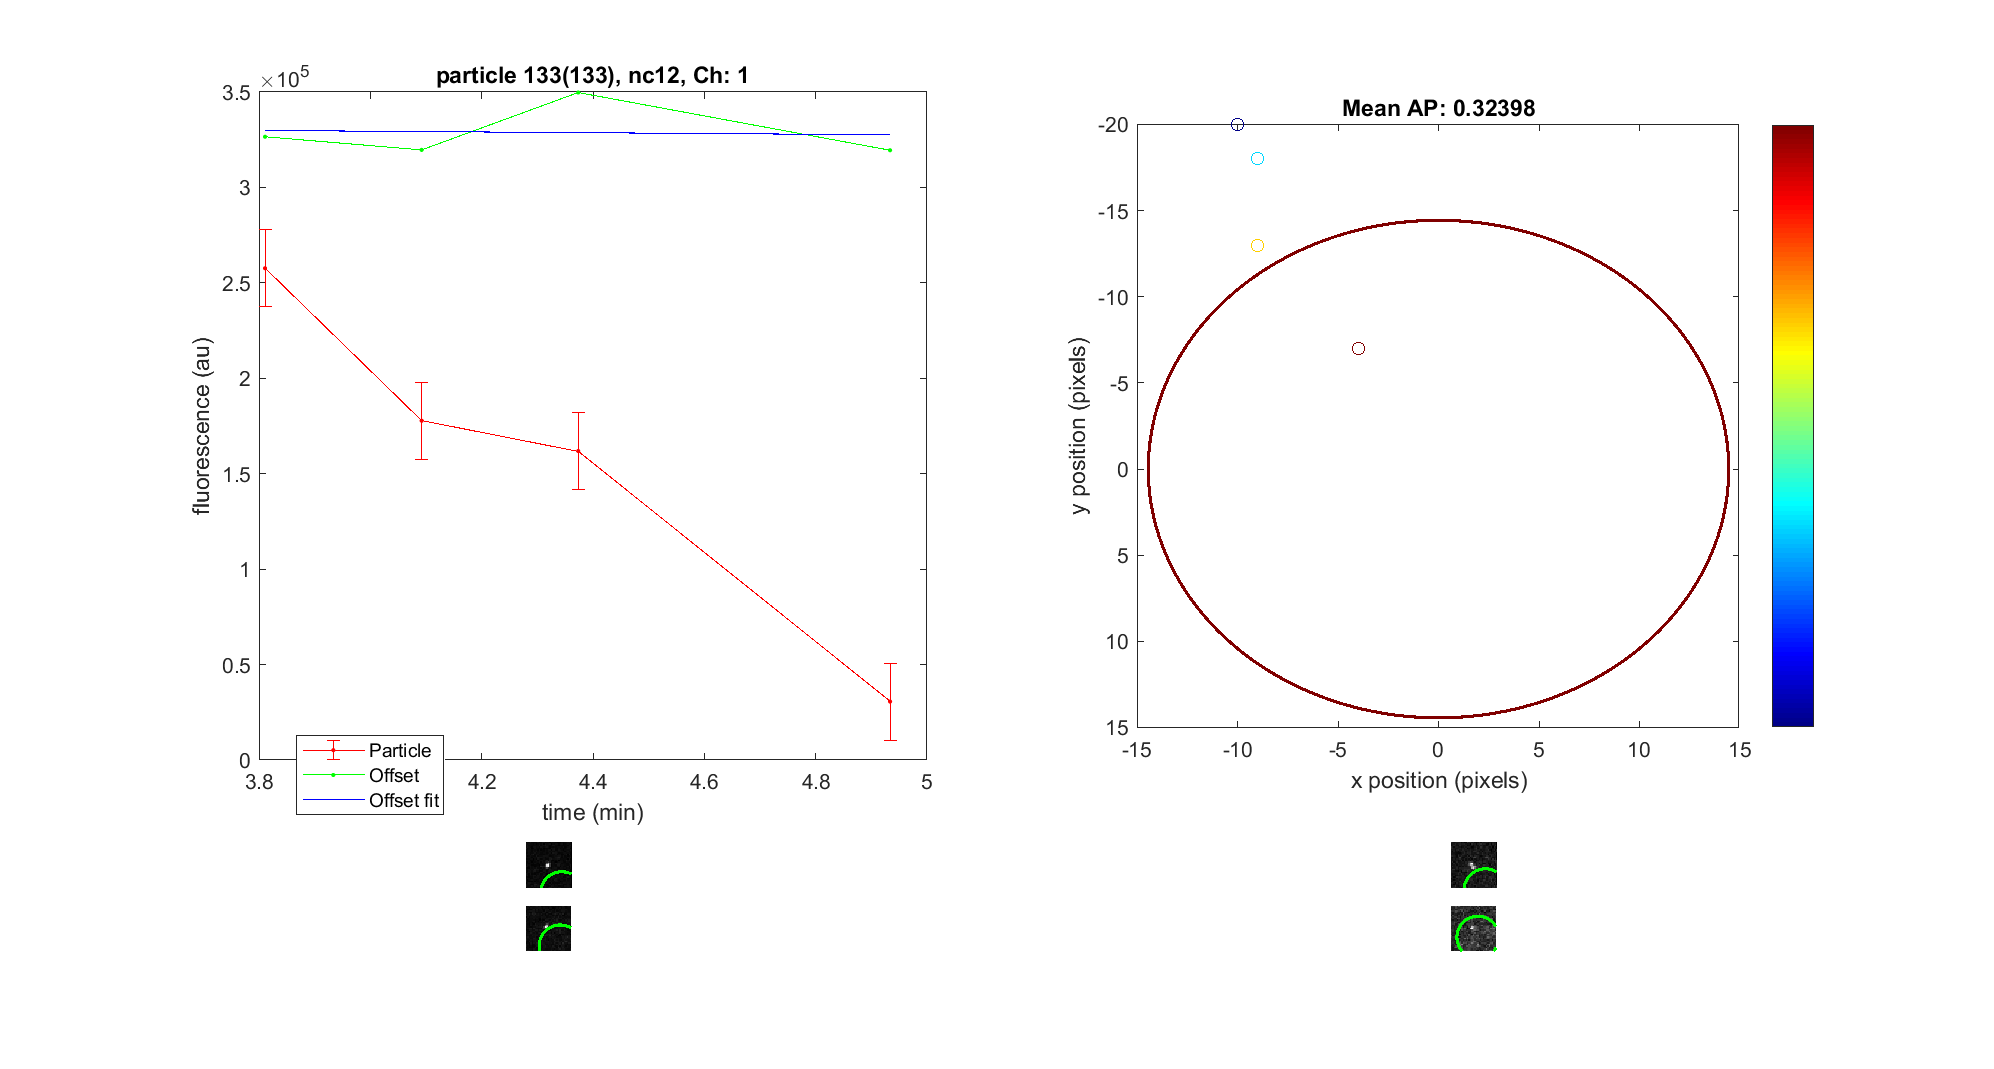 particle 133(133), nc12, Ch: 1
×10^5
3.5
3
2.5
2
1.5
1
0.5
0
fluorescence (au)
3.8 4.2 4.4 4.6 4.8 5
time (min)
Particle
Offset
Offset fit
Mean AP: 0.32398
-20
-15
-10
-5
0
5
10
15
y position (pixels)
-15 -10 -5 0 5 10 15
x position (pixels)